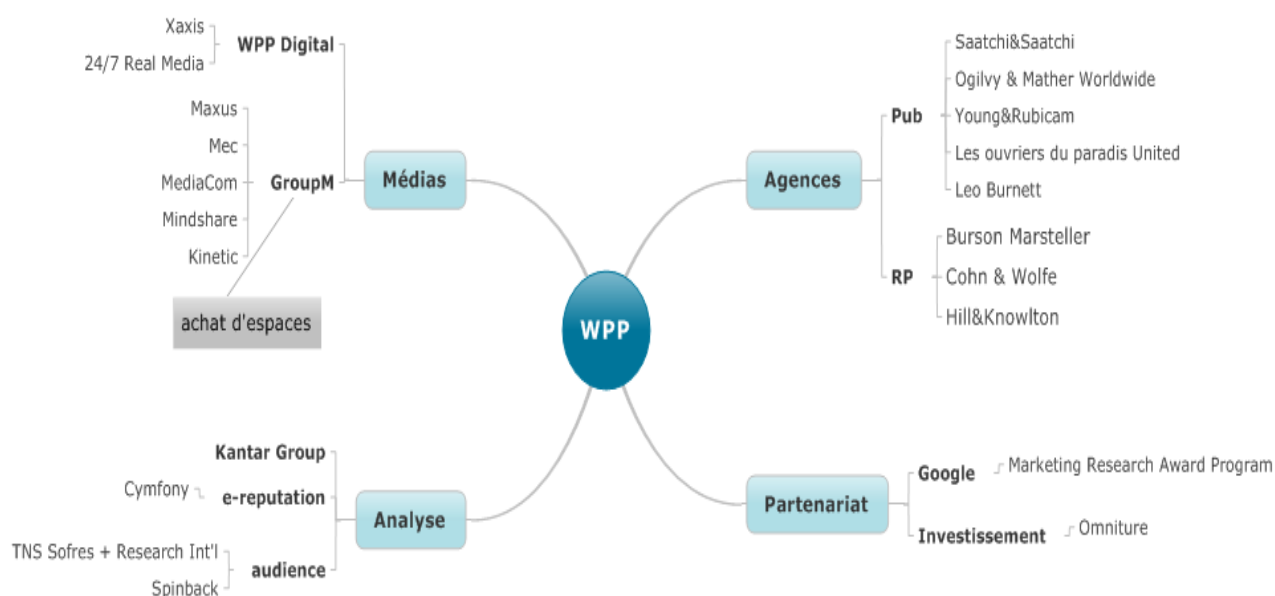 WPP
Médias
WPP Digital
Xaxis
24/7 Real Media
GroupM
Maxus
Mec
MediaCom
Mindshare
Kinetic
achat d'espaces
Agences
Pub
Saatchi&Saatchi
Ogilvy & Mather Worldwide
Young&Rubicam
Les ouvriers du paradis United
Leo Burnett
RP
Burson Marsteller
Cohn & Wolfe
Hill&Knowlton
Analyse
Kantar Group
e-reputation
Cymfony
audience
TNS Sofres + Research Int'l
Spinback
Partenariat
Google
Marketing Research Award Program
Investissement
Omniture